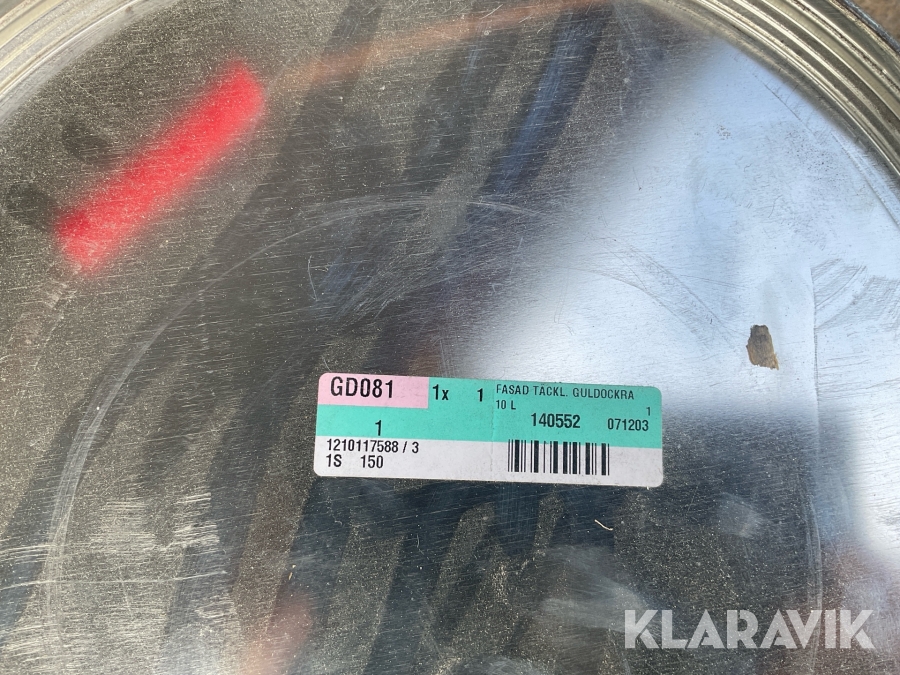 GD081
1x 1
FASAD TÄCKL. GULDOCKRA
10 L
1
1
140552
071203
1210117588 / 3
1S 150
KLARAVIK